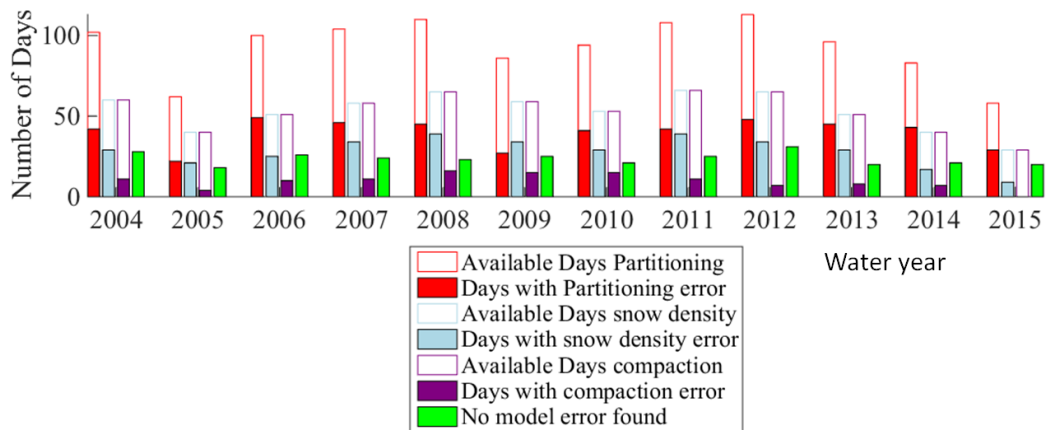 Number of Days
100
50
0
2004 2005 2006 2007 2008 2009 2010 2011 2012 2013 2014 2015
Water year
Available Days Partitioning
Days with Partitioning error
Available Days snow density
Days with snow density error
Available Days compaction
Days with compaction error
No model error found